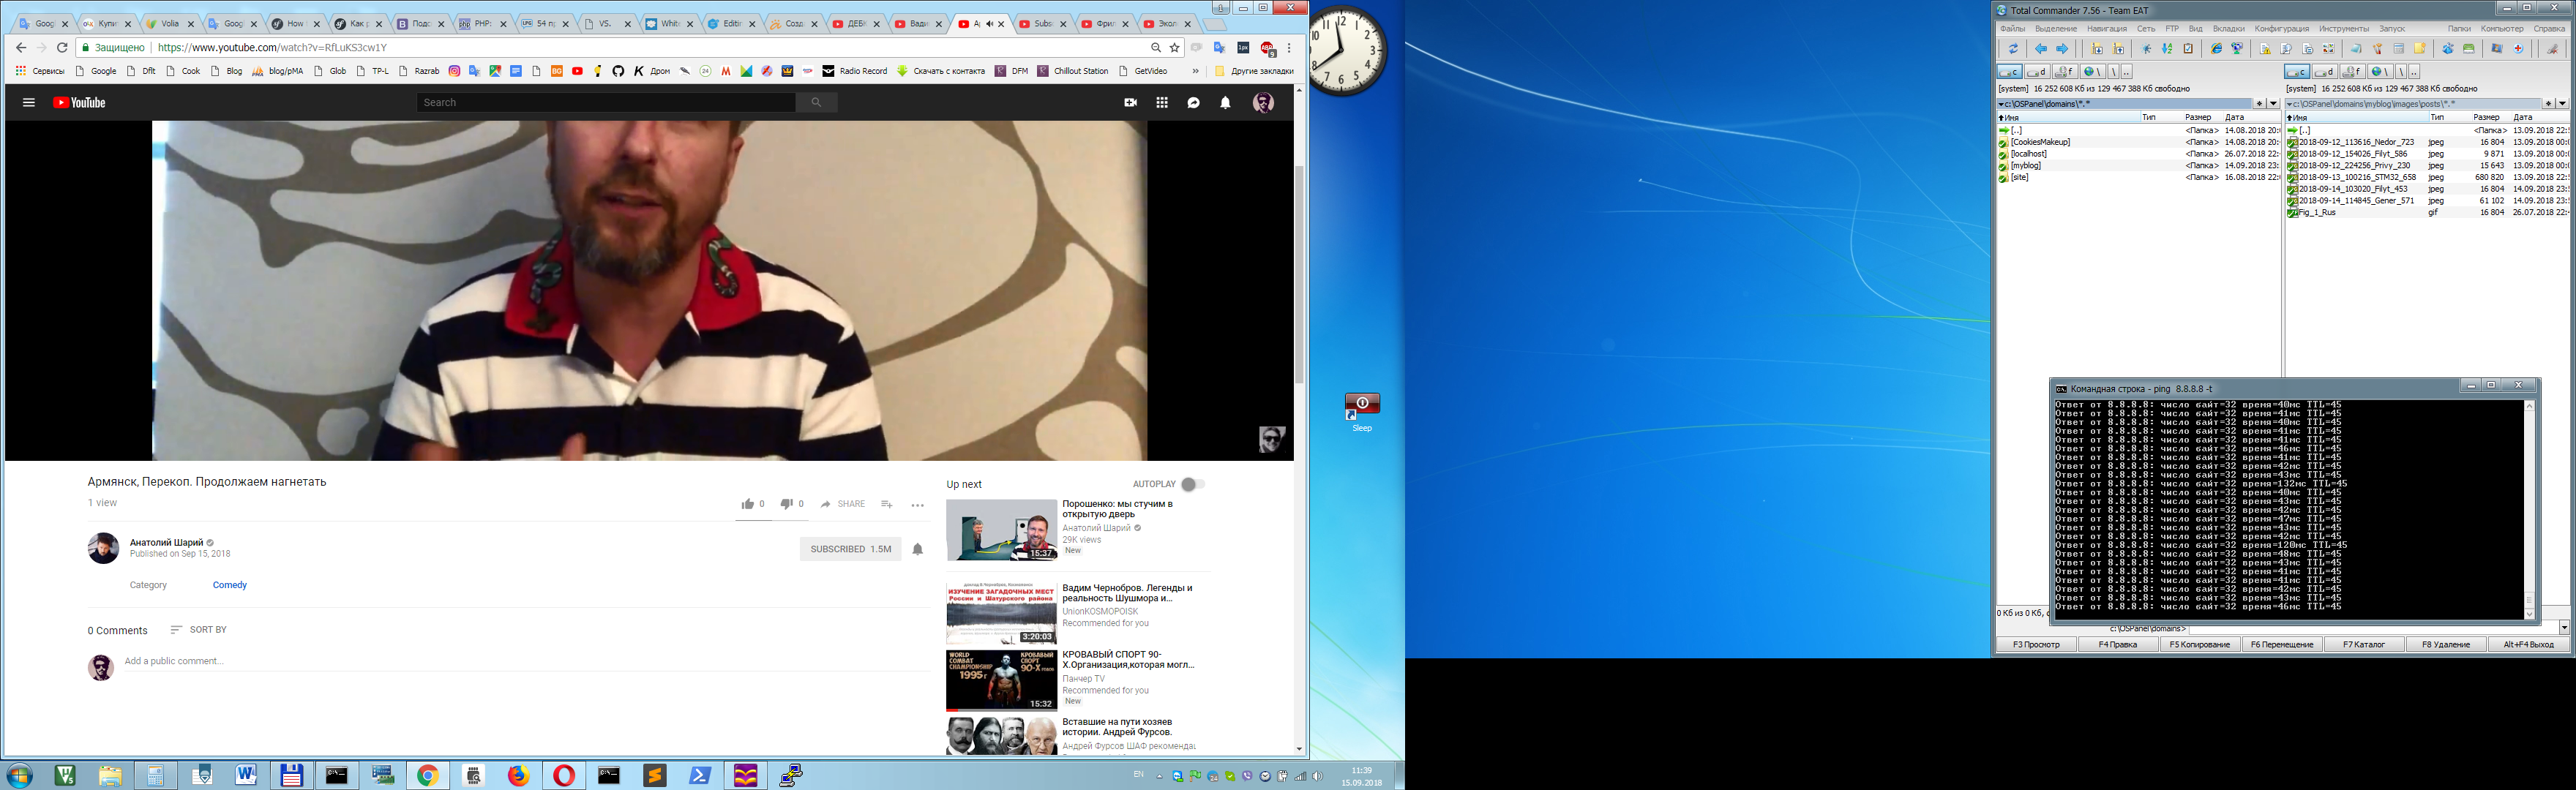 Goog
Купи
Volia
Goog
How
Как р
Подс
PHP:
54 пр
VS.
White
Editin
Созд
ДЕБ
Вади
Subs
Фрил
Экол
Защищено
https://www.youtube.com/watch?v=RfLuKS3cw1Y
Сервисы
Google
Dflt
Cook
Blog
blog/pMA
Glob
TP-L
Razrab
Дром
Radio Record
Скачать с контакта
DFM
Chillout Station
GetVideo
»
Другие закладки
YouTube
Search
Армянск, Перекоп. Продолжаем нагнетать
1 view
0
0
SHARE
Анатолий Шарий
Published on Sep 15, 2018
SUBSCRIBED 1.5M
Category
Comedy
0 Comments
SORT BY
Add a public comment...
Up next
AUTOPLAY
15:37
Порошенко: мы стучим в
открытую дверь
Анатолий Шарий
29K views
New
ИЗУЧЕНИЕ ЗАГАДОЧНЫХ МЕСТ
России и Шатурского района
3:20:03
Вадим Чернобров. Легенды и
реальность Шушмора и...
UnionKOSMOPOISK
Recommended for you
WORLD
COMBAT
CHAMPIONSHIP
1995г
КРОВАВЫЙ
СПОРТ
90-Х
15:32
КРОВАВЫЙ СПОРТ 90-
Х.Организация,которая могл...
Панчер TV
Recommended for you
New
Вставшие на пути хозяев
истории. Андрей Фурсов.
Андрей Фурсов ШАФ рекоменда
Sleep
EN
11:39
15.09.2018
Total Commander 7.56 - Team EAT
Файлы Выделение Навигация Сеть FTP Вид Вкладки Конфигурация Инструменты Запуск Папки Компьютер Справка
c d f \ \ ..
c d f \ \ ..
[system] 16 252 608 Кб из 129 467 388 Кб свободно
[system] 16 252 608 Кб из 129 467 388 Кб свободно
c:\OSPanel\domains\*.*
c:\OSPanel\domains\myblog\images\posts\*.*
Имя Тип Размер Дата
[..] <Папка> 14.08.2018 20:
[CookiesMakeup] <Папка> 14.08.2018 20:
[localhost] <Папка> 26.07.2018 22:
[myblog] <Папка> 14.09.2018 23:
[site] <Папка> 16.08.2018 22:
Имя Тип Размер Дата
[..] <Папка> 13.09.2018 22:
2018-09-12_113616_Nedor_723 jpeg 16 804 13.09.2018 00:
2018-09-12_154026_Filyt_586 jpeg 9 871 13.09.2018 00:
2018-09-12_224256_Privy_230 jpeg 15 643 13.09.2018 00:
2018-09-13_100216_STM32_658 jpeg 680 820 13.09.2018 22:
2018-09-14_103020_Filyt_453 jpeg 16 804 14.09.2018 23:
2018-09-14_114845_Gener_571 jpeg 61 102 14.09.2018 23:
Fig_1_Rus gif 16 804 26.07.2018 22:
Командная строка - ping 8.8.8.8 -t
Ответ от 8.8.8.8: число байт=32 время=40мс TTL=45
Ответ от 8.8.8.8: число байт=32 время=41мс TTL=45
Ответ от 8.8.8.8: число байт=32 время=40мс TTL=45
Ответ от 8.8.8.8: число байт=32 время=41мс TTL=45
Ответ от 8.8.8.8: число байт=32 время=41мс TTL=45
Ответ от 8.8.8.8: число байт=32 время=46мс TTL=45
Ответ от 8.8.8.8: число байт=32 время=41мс TTL=45
Ответ от 8.8.8.8: число байт=32 время=42мс TTL=45
Ответ от 8.8.8.8: число байт=32 время=43мс TTL=45
Ответ от 8.8.8.8: число байт=32 время=132мс TTL=45
Ответ от 8.8.8.8: число байт=32 время=40мс TTL=45
Ответ от 8.8.8.8: число байт=32 время=43мс TTL=45
Ответ от 8.8.8.8: число байт=32 время=42мс TTL=45
Ответ от 8.8.8.8: число байт=32 время=47мс TTL=45
Ответ от 8.8.8.8: число байт=32 время=43мс TTL=45
Ответ от 8.8.8.8: число байт=32 время=42мс TTL=45
Ответ от 8.8.8.8: число байт=32 время=120мс TTL=45
Ответ от 8.8.8.8: число байт=32 время=48мс TTL=45
Ответ от 8.8.8.8: число байт=32 время=43мс TTL=45
Ответ от 8.8.8.8: число байт=32 время=41мс TTL=45
Ответ от 8.8.8.8: число байт=32 время=41мс TTL=45
Ответ от 8.8.8.8: число байт=32 время=42мс TTL=45
Ответ от 8.8.8.8: число байт=32 время=43мс TTL=45
Ответ от 8.8.8.8: число байт=32 время=46мс TTL=45
0 Кб из 0 Кб,
c:\OSPanel\domains>
F3 Просмотр F4 Правка F5 Копирование F6 Перемещение F7 Каталог F8 Удаление Alt+F4 Выход